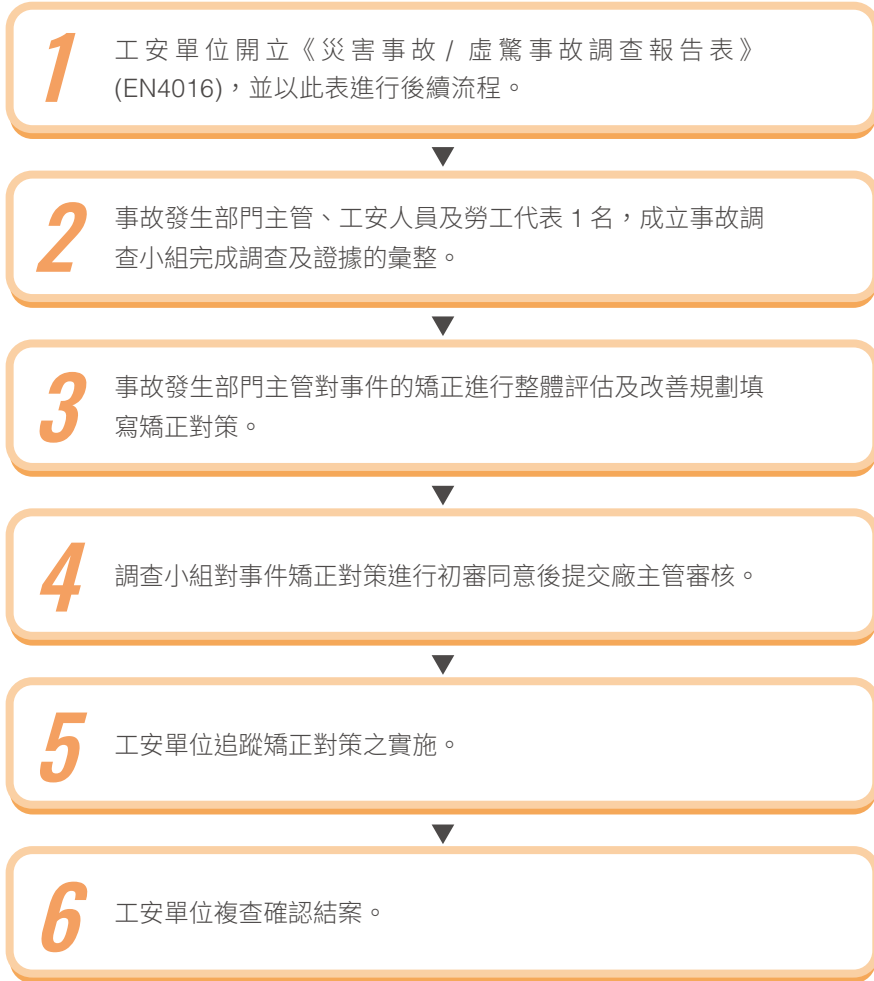 1
工安單位開立《災害事故 / 虛驚事故調查報告表》
(EN4016)，並以此表進行後續流程。
2
事故發生部門主管、工安人員及勞工代表 1 名，成立事故調
查小組完成調查及證據的彙整。
3
事故發生部門主管對事件的矯正進行整體評估及改善規劃填
寫矯正對策。
4
調查小組對事件矯正對策進行初審同意後提交廠主管審核。
5
工安單位追蹤矯正對策之實施。
6
工安單位複查確認結案。